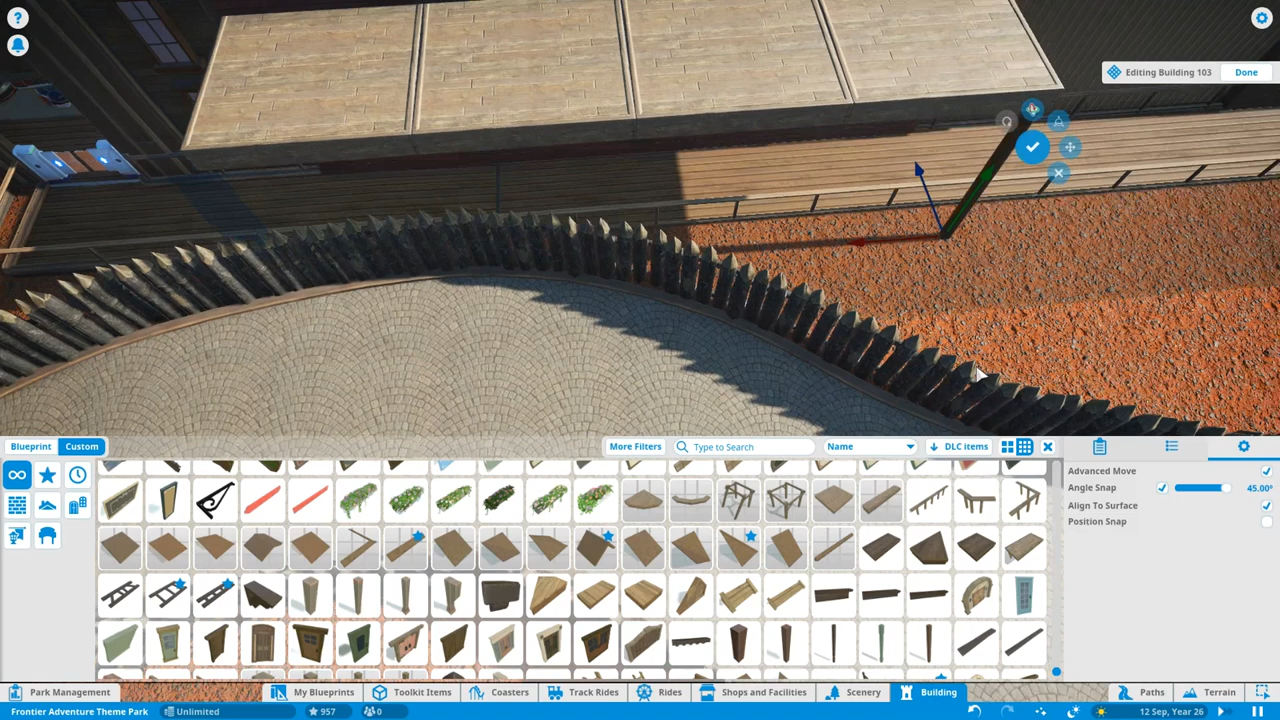 ?
Editing Building 103
Done
Blueprint
Custom
More Filters
Type to Search
Name
DLC items
Advanced Move
Angle Snap
45.00°
Align To Surface
Position Snap
Park Management
My Blueprints
Toolkit Items
Coasters
Track Rides
Rides
Shops and Facilities
Scenery
Building
Paths
Terrain
Frontier Adventure Theme Park
Unlimited
957
0
12 Sep, Year 26